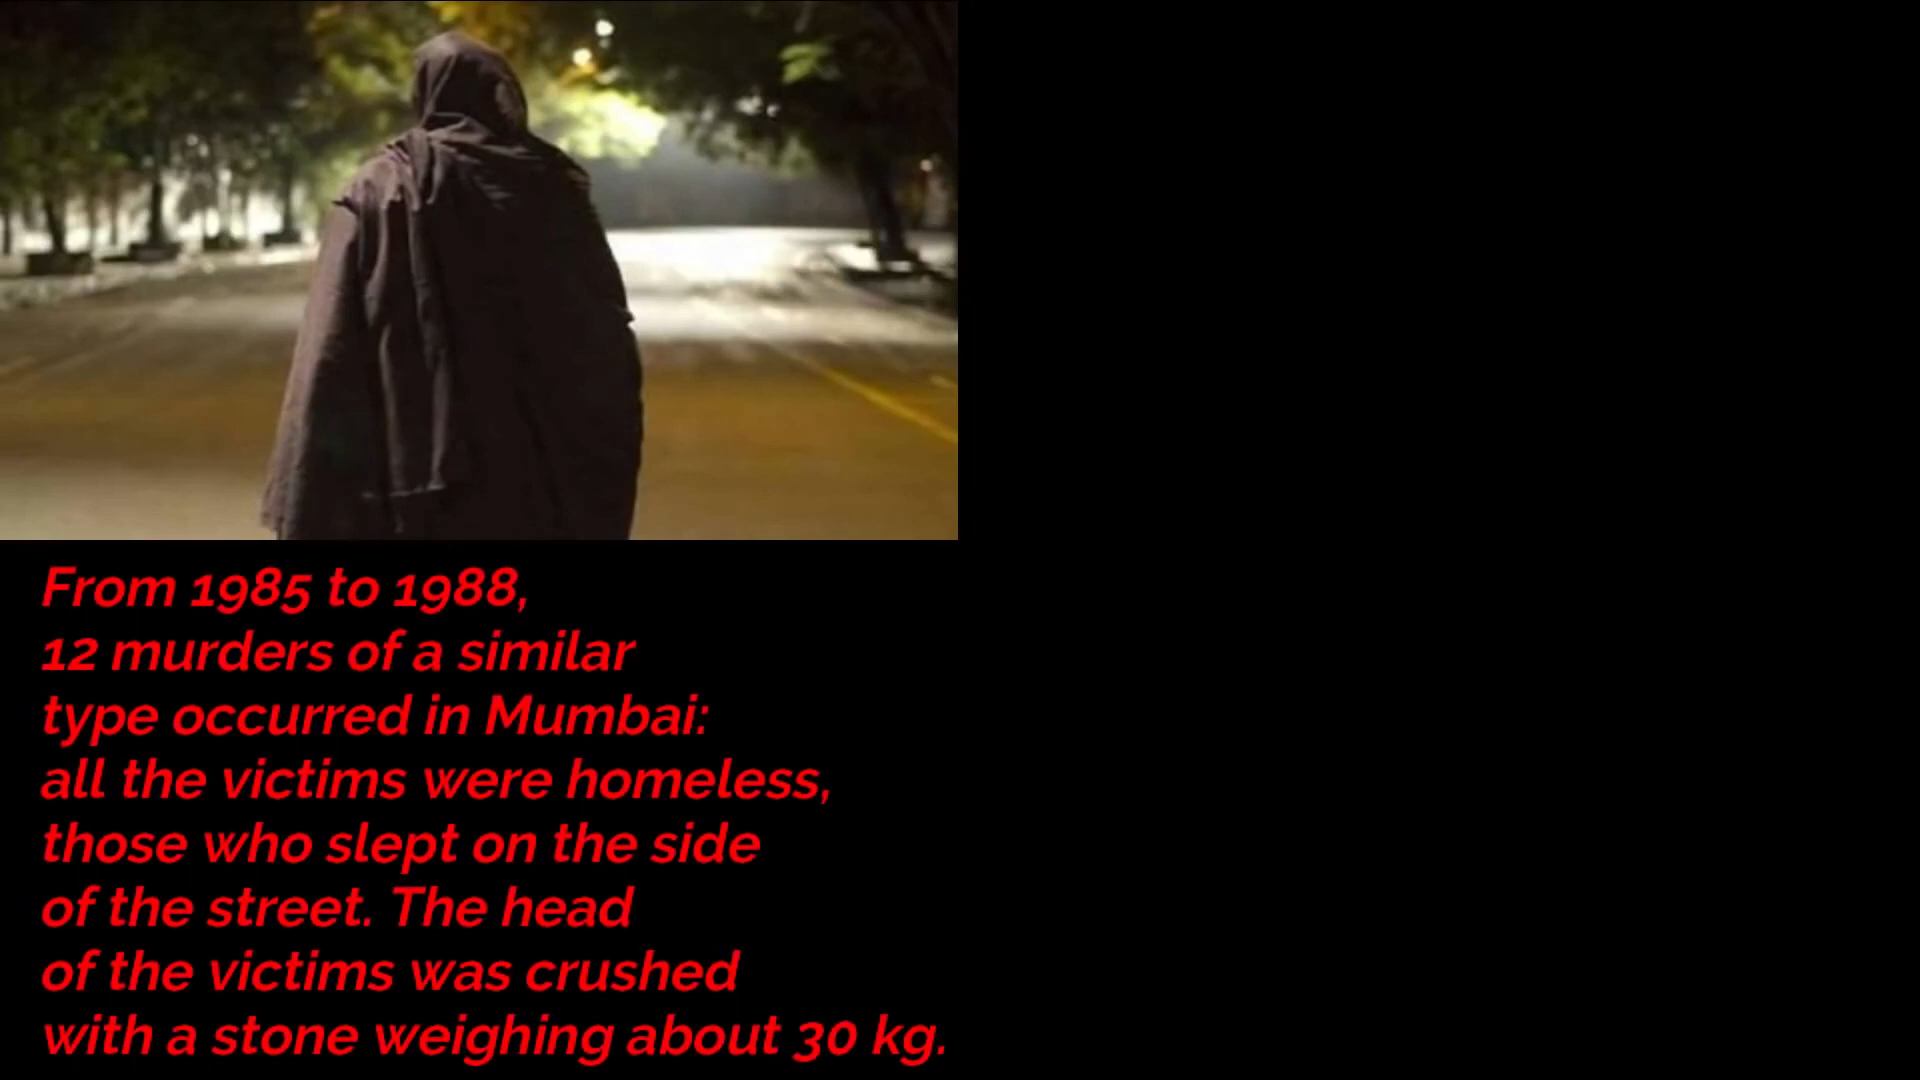 From 1985 to 1988,
12 murders of a similar
type occurred in Mumbai:
all the victims were homeless,
those who slept on the side
of the street. The head
of the victims was crushed
with a stone weighing about 30 kg.